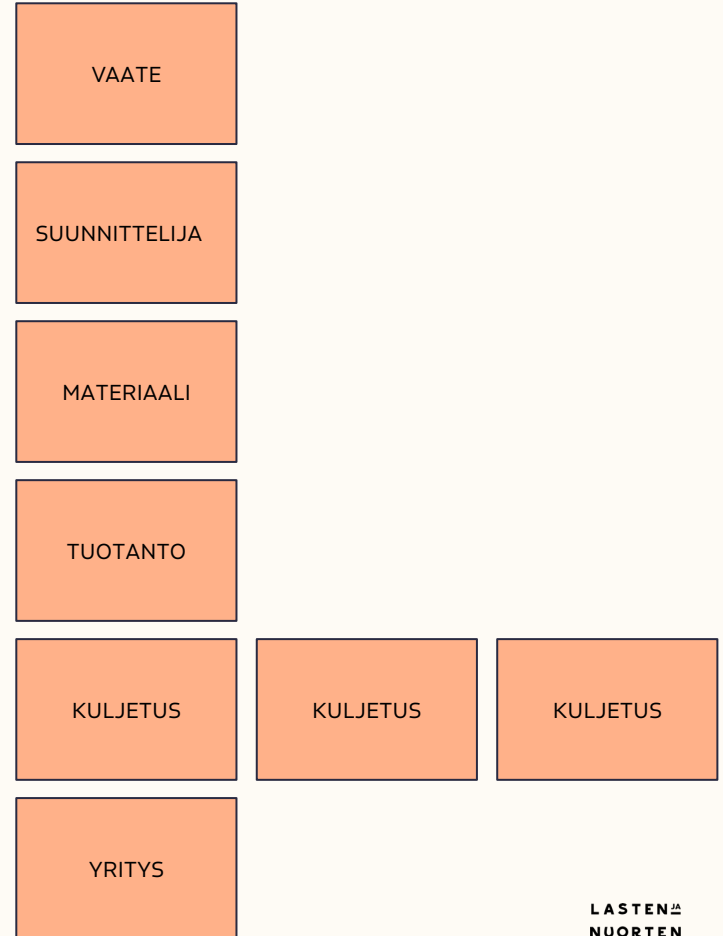 VAATE
SUUNNITTELIJA
MATERIAALI
TUOTANTO
KULJETUS KULJETUS KULJETUS
YRITYS
LASTEN JA
NUORTEN